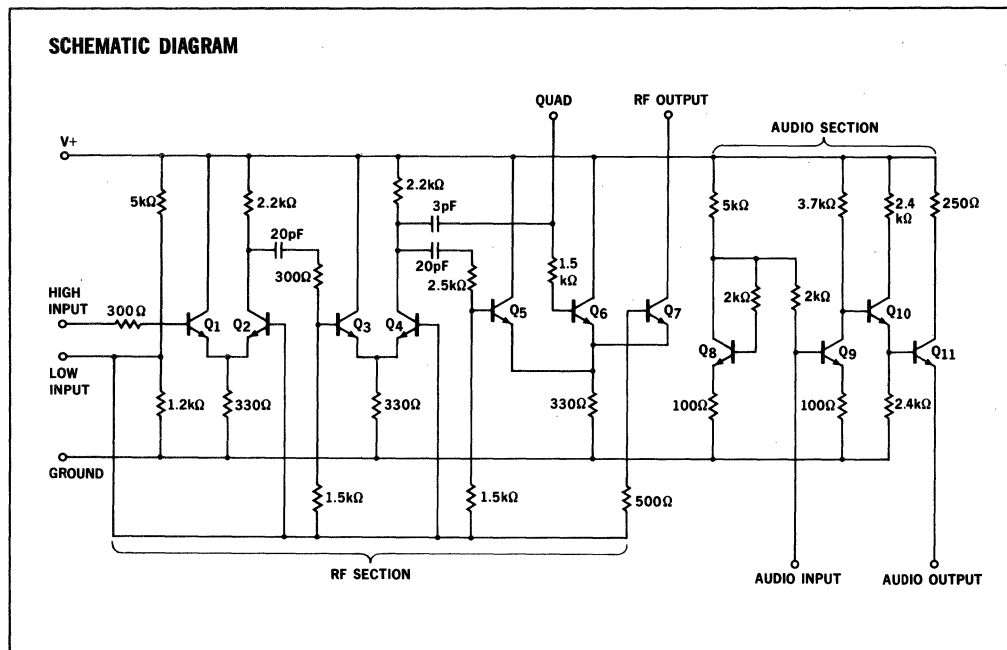 SCHEMATIC DIAGRAM
QUAD
RF OUTPUT
AUDIO SECTION
V+
5kΩ
2.2kΩ
2.2kΩ
3pF
20pF
20pF
300Ω
2.5kΩ
1.5
kΩ
5kΩ
3.7kΩ
2.4
kΩ
250Ω
2kΩ
2kΩ
HIGH
INPUT
300Ω
Q1
Q2
Q3
Q4
Q5
Q6
Q7
Q8
Q9
Q10
Q11
LOW
INPUT
1.2kΩ
330Ω
330Ω
330Ω
100Ω
100Ω
2.4kΩ
GROUND
1.5kΩ
1.5kΩ
500Ω
RF SECTION
AUDIO INPUT
AUDIO OUTPUT